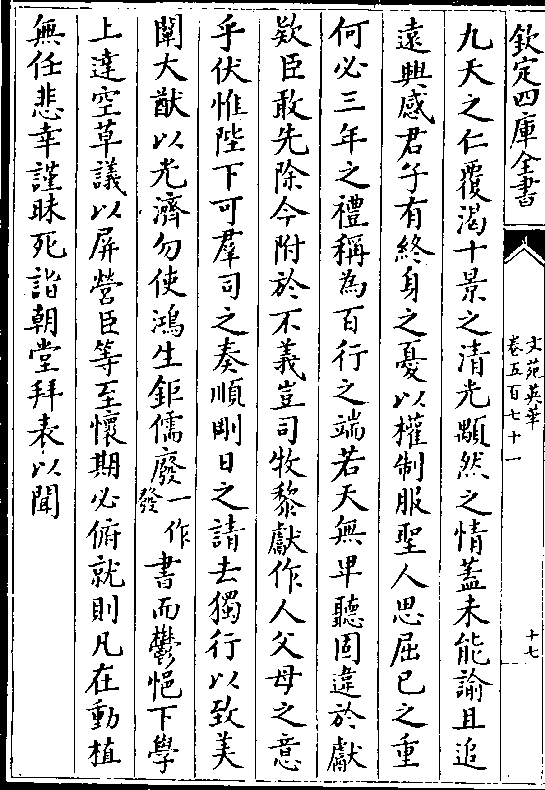 欽定四庫全書
文苑英華
卷五百七十一
十七
九天之仁覆渴十景之清光顒然之情蓋未能諭且追
遠興感君子有終身之憂以權制服聖人思屈已之重
何必三年之禮稱為百行之端若天無卑聽固違於獻
欵臣敢先除今附於不義豈司牧黎獻作人父母之意
乎伏惟陛下可羣司之奏順剛日之請去獨行以致美
闡大猷以光濟勿使鴻生鉅儒廢一作發書而鬱悒下學
上達空草議以屏營臣等至懷期必俯就則凡在動植
無任悲幸謹昧死詣朝堂拜表以聞